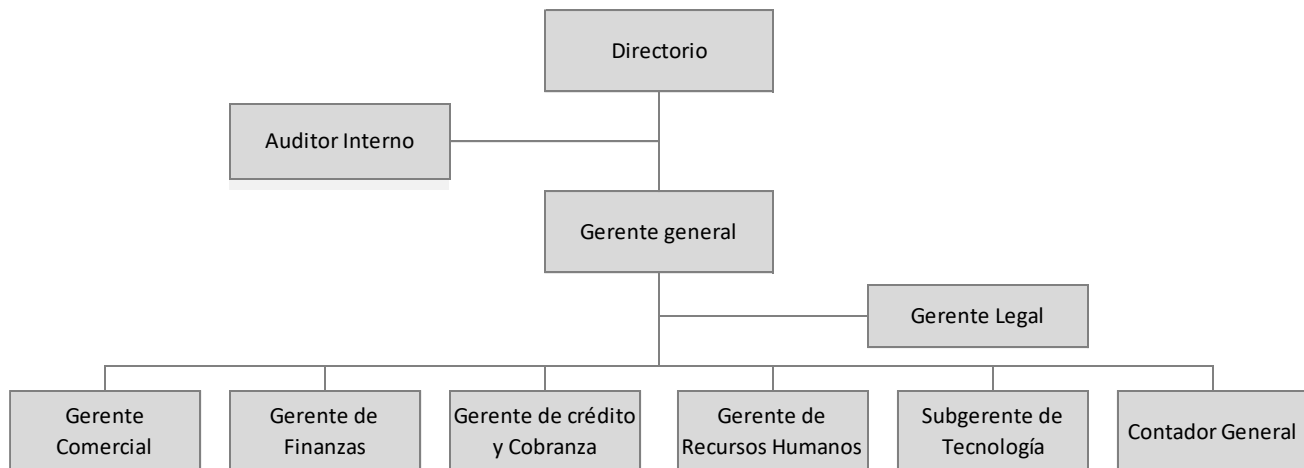 Directorio
Auditor Interno
Gerente general
Gerente Legal
Gerente
Comercial
Gerente de
Finanzas
Gerente de crédito
y Cobranza
Gerente de
Recursos Humanos
Subgerente de
Tecnología
Contador General